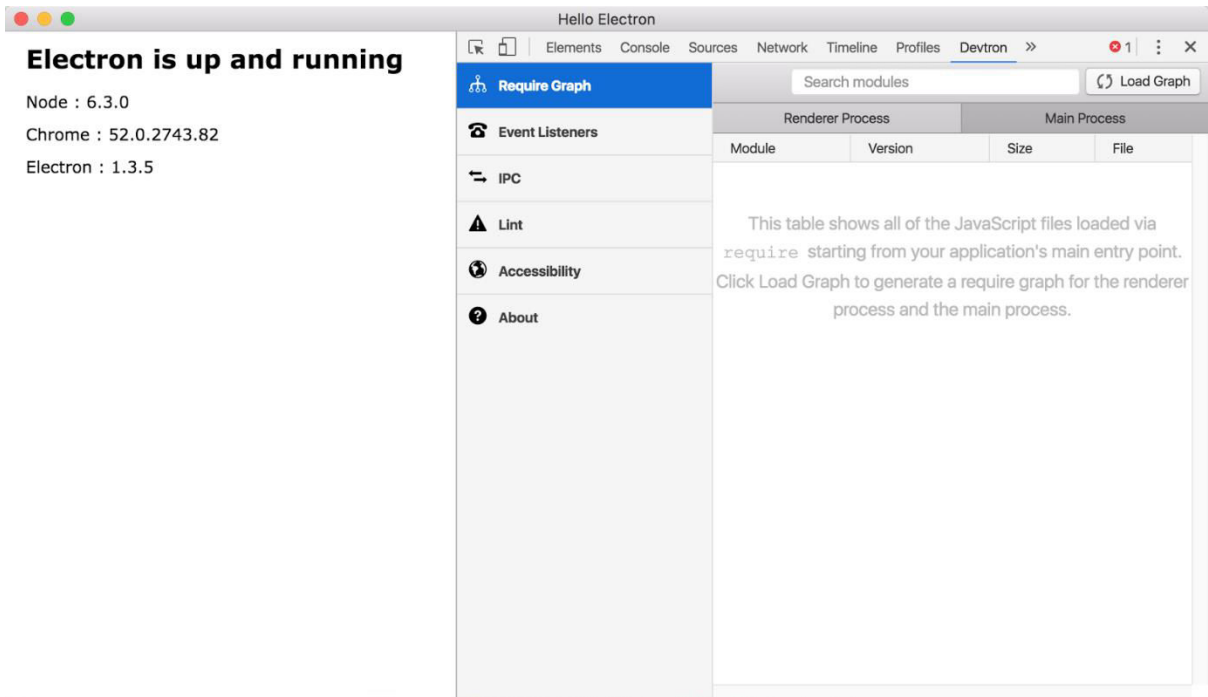 Hello Electron
Electron is up and running
Node : 6.3.0
Chrome : 52.0.2743.82
Electron : 1.3.5
Elements Console Sources Network Timeline Profiles Devtron » 1
Require Graph
Event Listeners
IPC
Lint
Accessibility
About
Search modules Load Graph
Renderer Process Main Process
Module Version Size File
This table shows all of the JavaScript files loaded via
require starting from your application's main entry point.
Click Load Graph to generate a require graph for the renderer
process and the main process.